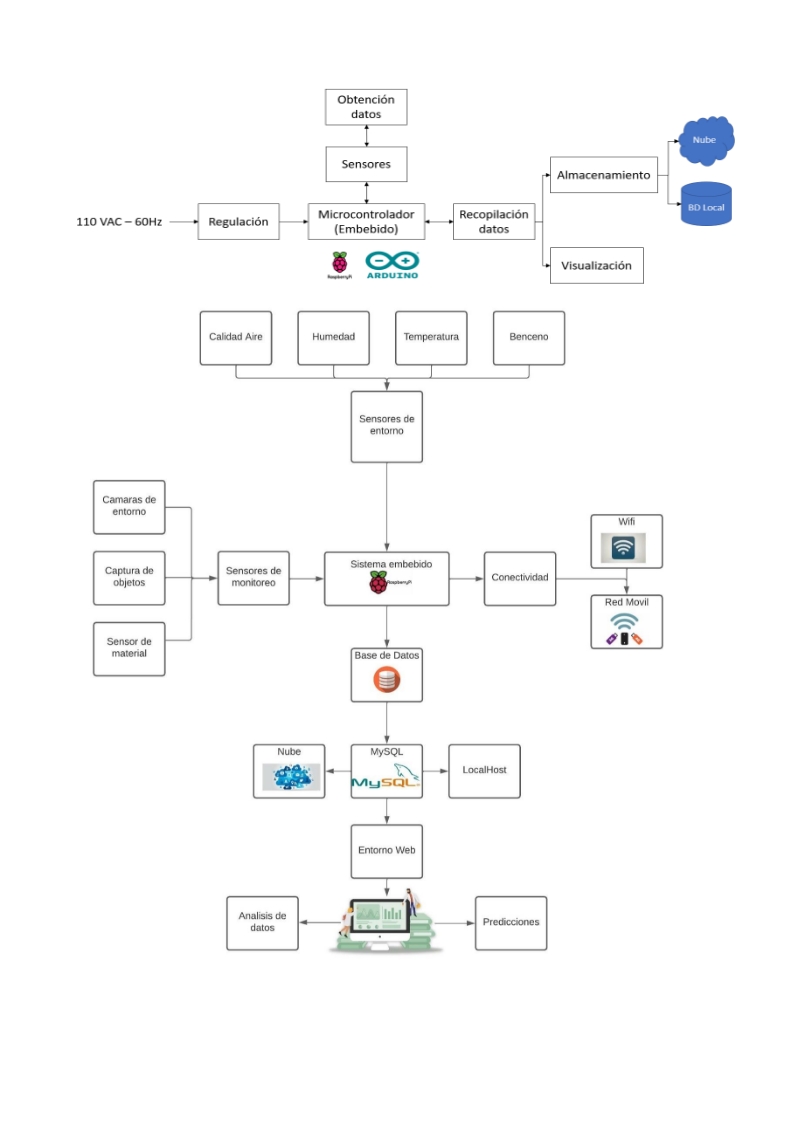 Obtención
datos
Sensores
110 VAC – 60Hz
Regulación
Microcontrolador
(Embebido)
Recopilación
datos
Almacenamiento
Nube
BD Local
Visualización
RaspberryPi
ARDUINO
Calidad Aire
Humedad
Temperatura
Benceno
Sensores de
entorno
Camaras de
entorno
Captura de
objetos
Sensor de
material
Sensores de
monitoreo
Sistema embebido
RaspberryPi
Conectividad
Wifi
Red Movil
Base de Datos
Nube
MySQL
MySQL
LocalHost
Entorno Web
Analisis de
datos
Predicciones